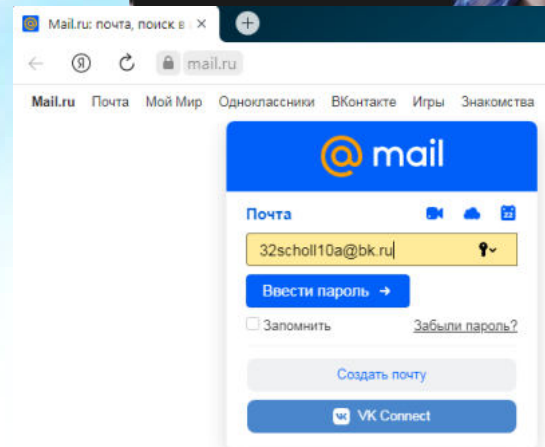 Mail.ru: почта, поиск в
mail.ru
Mail.ru Почта Мой Мир Одноклассники ВКонтакте Игры Знакомства
@ mail
Почта
22
32scholl10a@bk.ru
Ввести пароль →
Запомнить Забыли пароль?
Создать почту
VK Connect